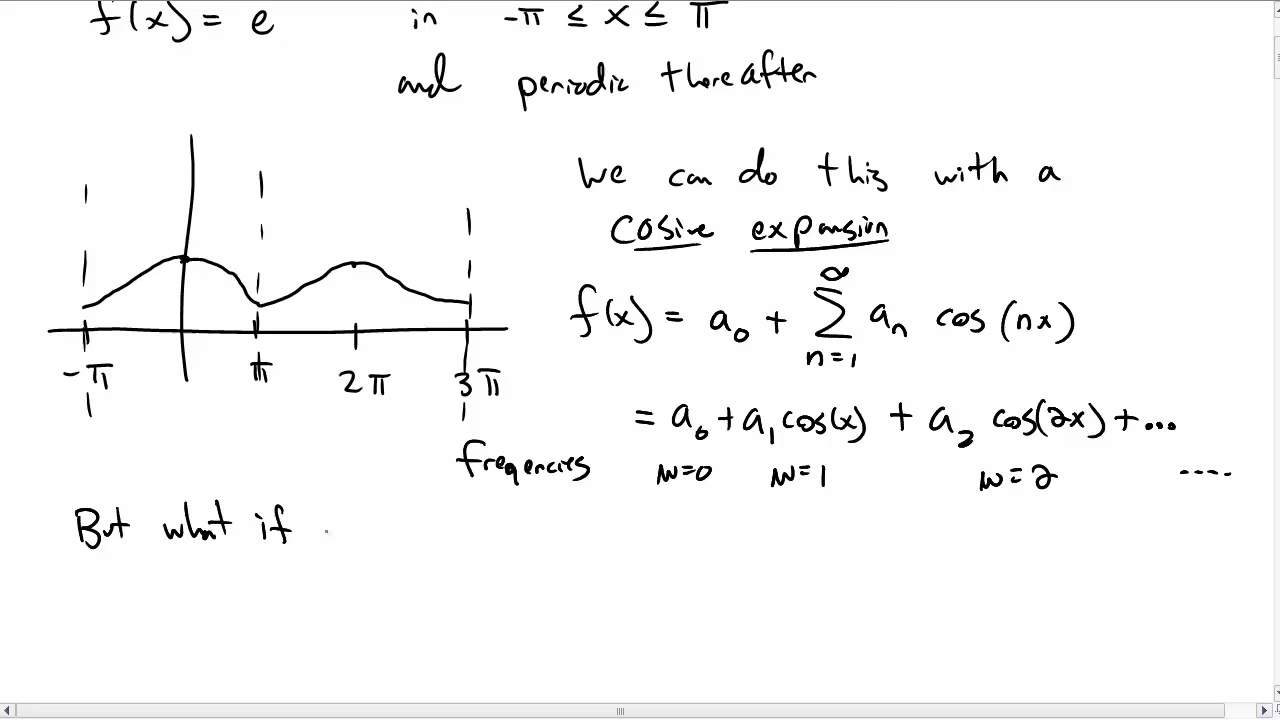 f(x) = e in -π ≤ x ≤ π
and periodic thereafter
We can do this with a
cosine expansion
f(x) = a₀ + ∞ Σ n=1 aₙ cos(nx)
= a₀ + a₁ cos(x) + a₂ cos(2x) + ...
freqencies w=0 w=1 w=2 ....
-π π 2π 3π
But what if